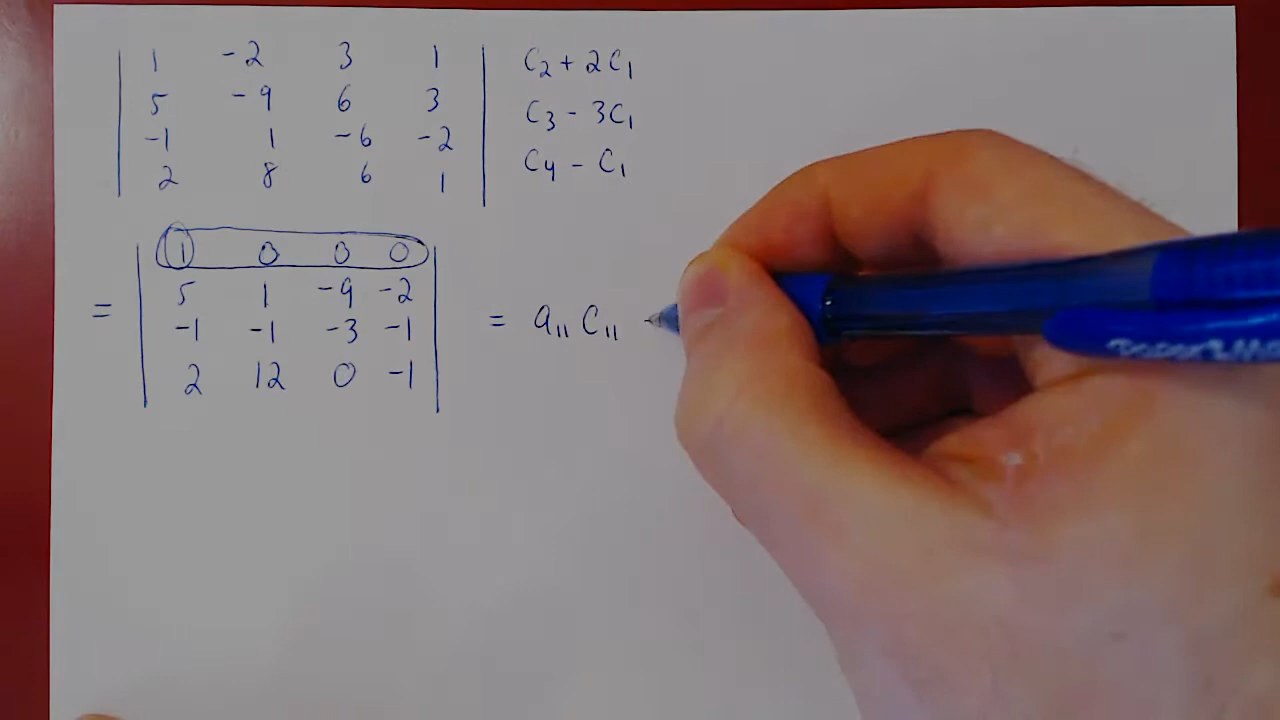 | 1 -2 3 1 | C₂ + 2C₁
| 5 -9 6 3 | C₃ - 3C₁
| -1 1 -6 -2 | C₄ - C₁
| 2 8 6 1 |
| 1 0 0 0 |
= | 5 1 -9 -2 | = a₁₁ C₁₁
| -1 -1 -3 -1 |
| 2 12 0 -1 |